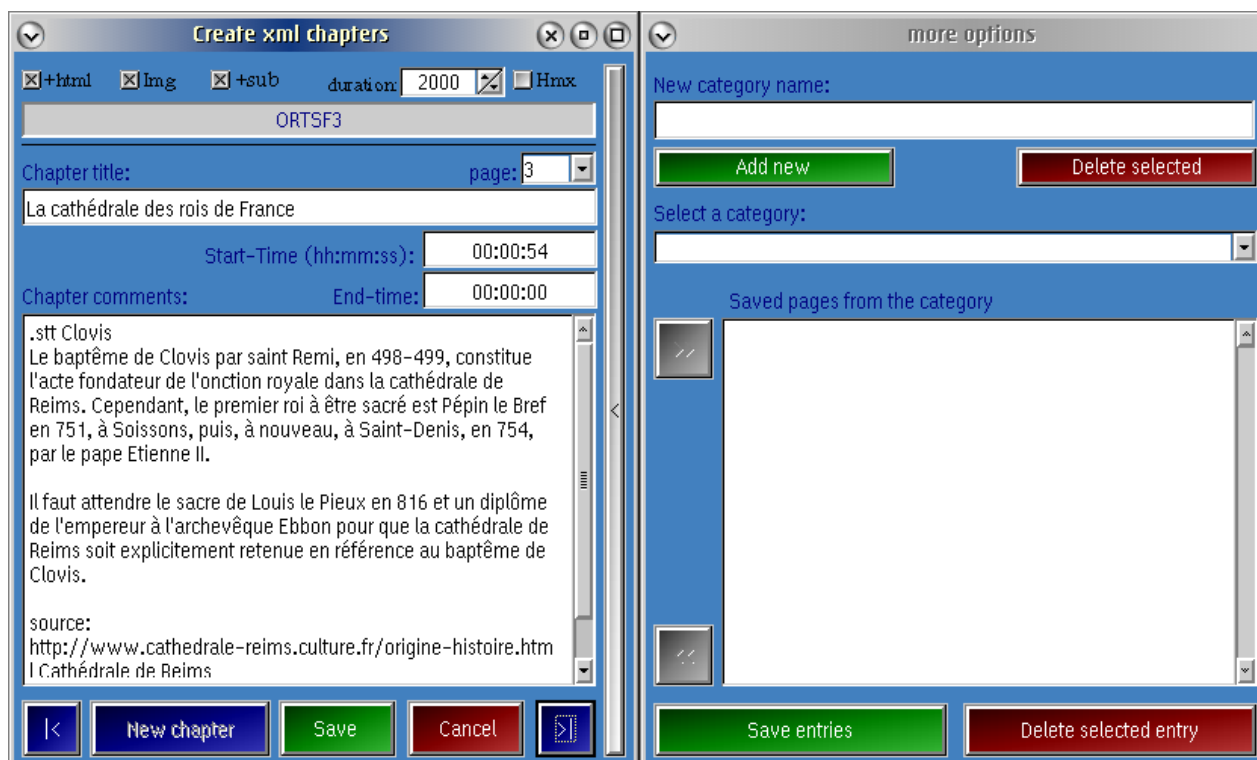 Create xml chapters
+html Img +sub duration: 2000 Hmx
ORTSF3
Chapter title: page: 3
La cathédrale des rois de France
Start-Time (hh:mm:ss): 00:00:54
Chapter comments: End-time: 00:00:00
.stt Clovis
Le baptême de Clovis par saint Remi, en 498-499, constitue
l'acte fondateur de l'onction royale dans la cathédrale de
Reims. Cependant, le premier roi à être sacré est Pépin le Bref
en 751, à Soissons, puis, à nouveau, à Saint-Denis, en 754,
par le pape Etienne II.
Il faut attendre le sacre de Louis le Pieux en 816 et un diplôme
de l'empereur à l'archevêque Ebbon pour que la cathédrale de
Reims soit explicitement retenue en référence au baptême de
Clovis.
source:
http://www.cathedrale-reims.culture.fr/origine-histoire.htm
l Cathédrale de Reims
|< New chapter Save Cancel >|
<
more options
New category name:
Add new Delete selected
Select a category:
Saved pages from the category
>>
<<
Save entries Delete selected entry